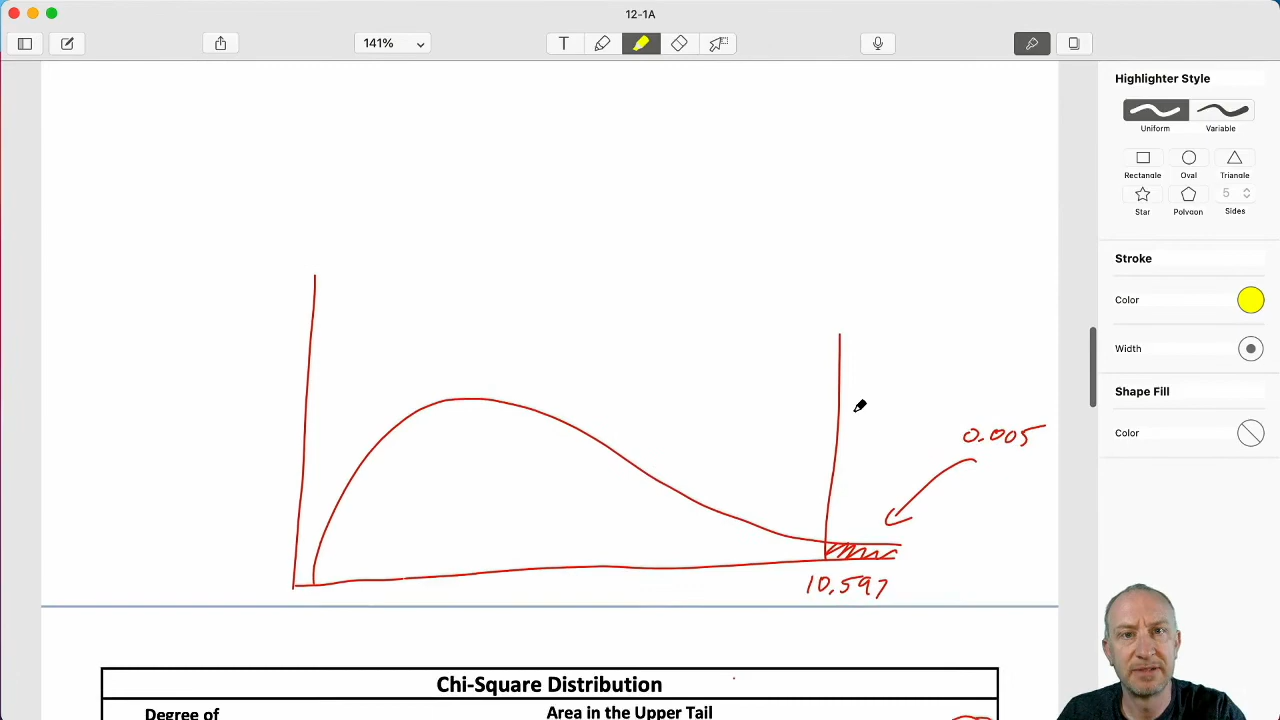 12-1A
141%
T
Highlighter Style
Uniform
Variable
Rectangle
Oval
Triangle
5
Star
Polygon
Sides
Stroke
Color
Width
Shape Fill
Color
0.005
10.597
Chi-Square Distribution
Degree of
Area in the Upper Tail